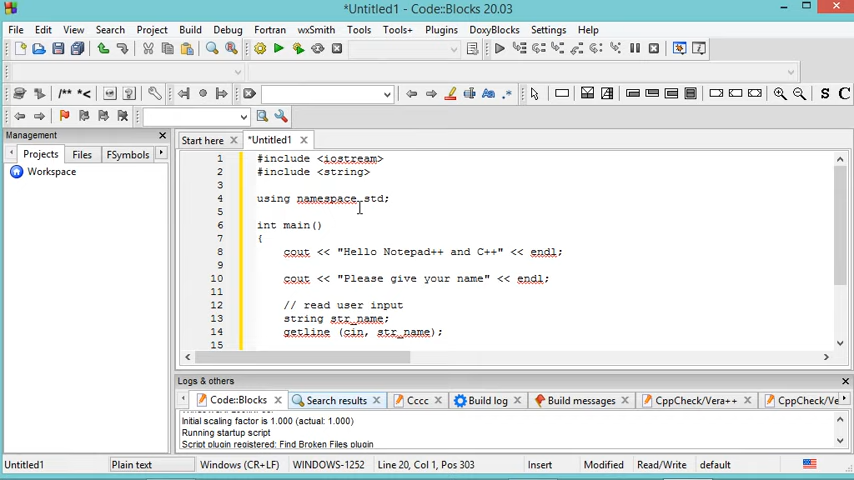 *Untitled1 - Code::Blocks 20.03
File Edit View Search Project Build Debug Fortran wxSmith Tools Tools+ Plugins DoxyBlocks Settings Help
/** *< 
Aa .* S C
Management
Start here *Untitled1
Projects Files FSymbols
Workspace
1 #include <iostream>
2 #include <string>
3
4 using namespace std;
5
6 int main()
7 {
8 cout << "Hello Notepad++ and C++" << endl;
9
10 cout << "Please give your name" << endl;
11
12 // read user input
13 string str_name;
14 getline (cin, str_name);
15
Logs & others
Code::Blocks Search results Cccc Build log Build messages CppCheck/Vera++ CppCheck/Ve
Initial scaling factor is 1.000 (actual: 1.000)
Running startup script
Script plugin registered: Find Broken Files plugin
Untitled1 Plain text Windows (CR+LF) WINDOWS-1252 Line 20, Col 1, Pos 303 Insert Modified Read/Write default